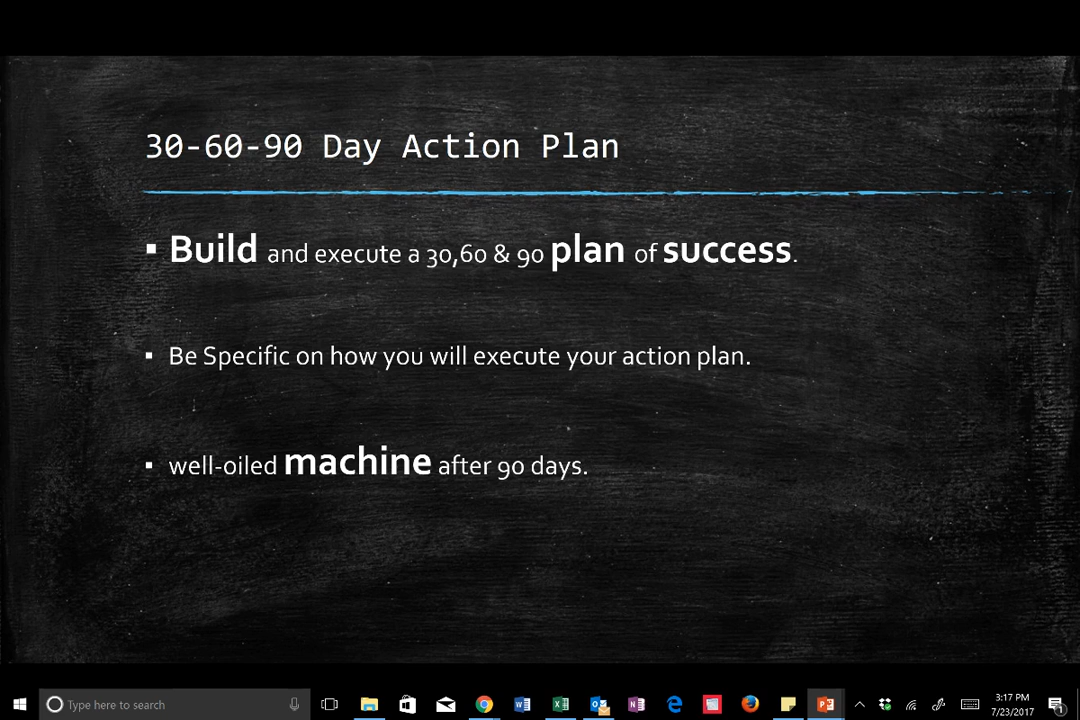 30-60-90 Day Action Plan
▪ Build and execute a 30,60 & 90 plan of success.
▪ Be Specific on how you will execute your action plan.
▪ well-oiled machine after 90 days.
Type here to search
3:17 PM
7/23/2017